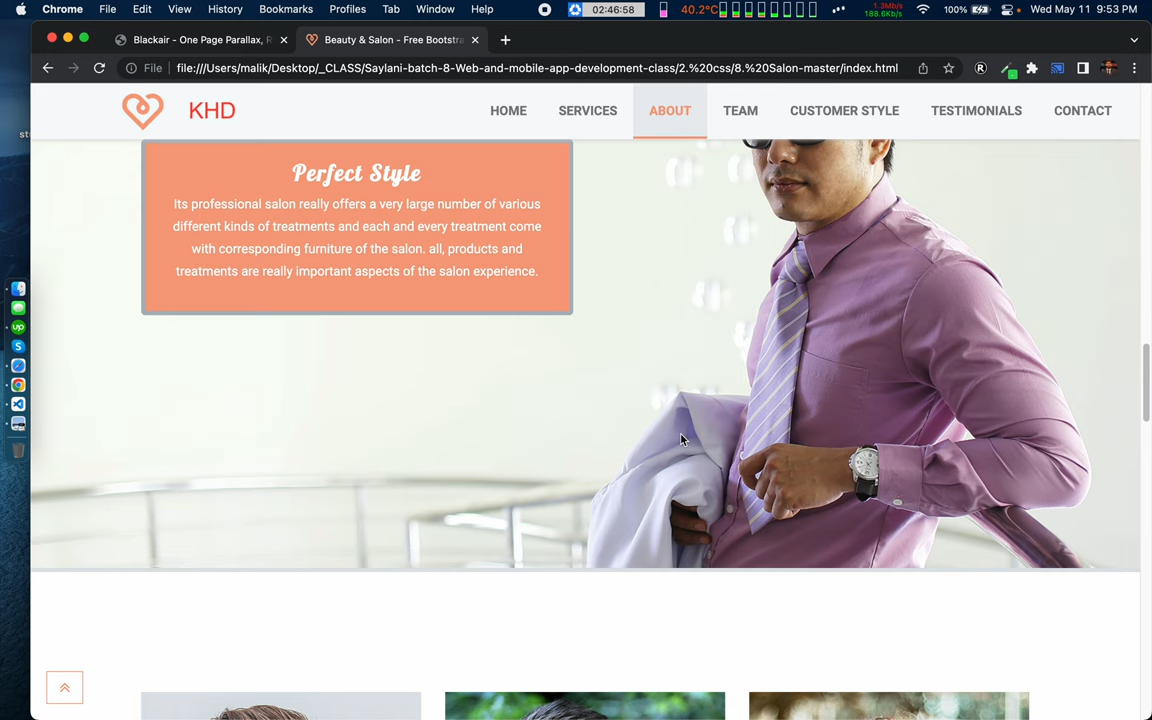 Chrome File Edit View History Bookmarks Profiles Tab Window Help 02:46:58 40.2°C 1.3Mb/s 188.6Kb/s 100% Wed May 11 9:53 PM
Blackair - One Page Parallax, R Beauty & Salon - Free Bootstra
File file:///Users/malik/Desktop/_CLASS/Saylani-batch-8-Web-and-mobile-app-development-class/2.%20css/8.%20Salon-master/index.html
KHD HOME SERVICES ABOUT TEAM CUSTOMER STYLE TESTIMONIALS CONTACT
Perfect Style
Its professional salon really offers a very large number of various
different kinds of treatments and each and every treatment come
with corresponding furniture of the salon. all, products and
treatments are really important aspects of the salon experience.